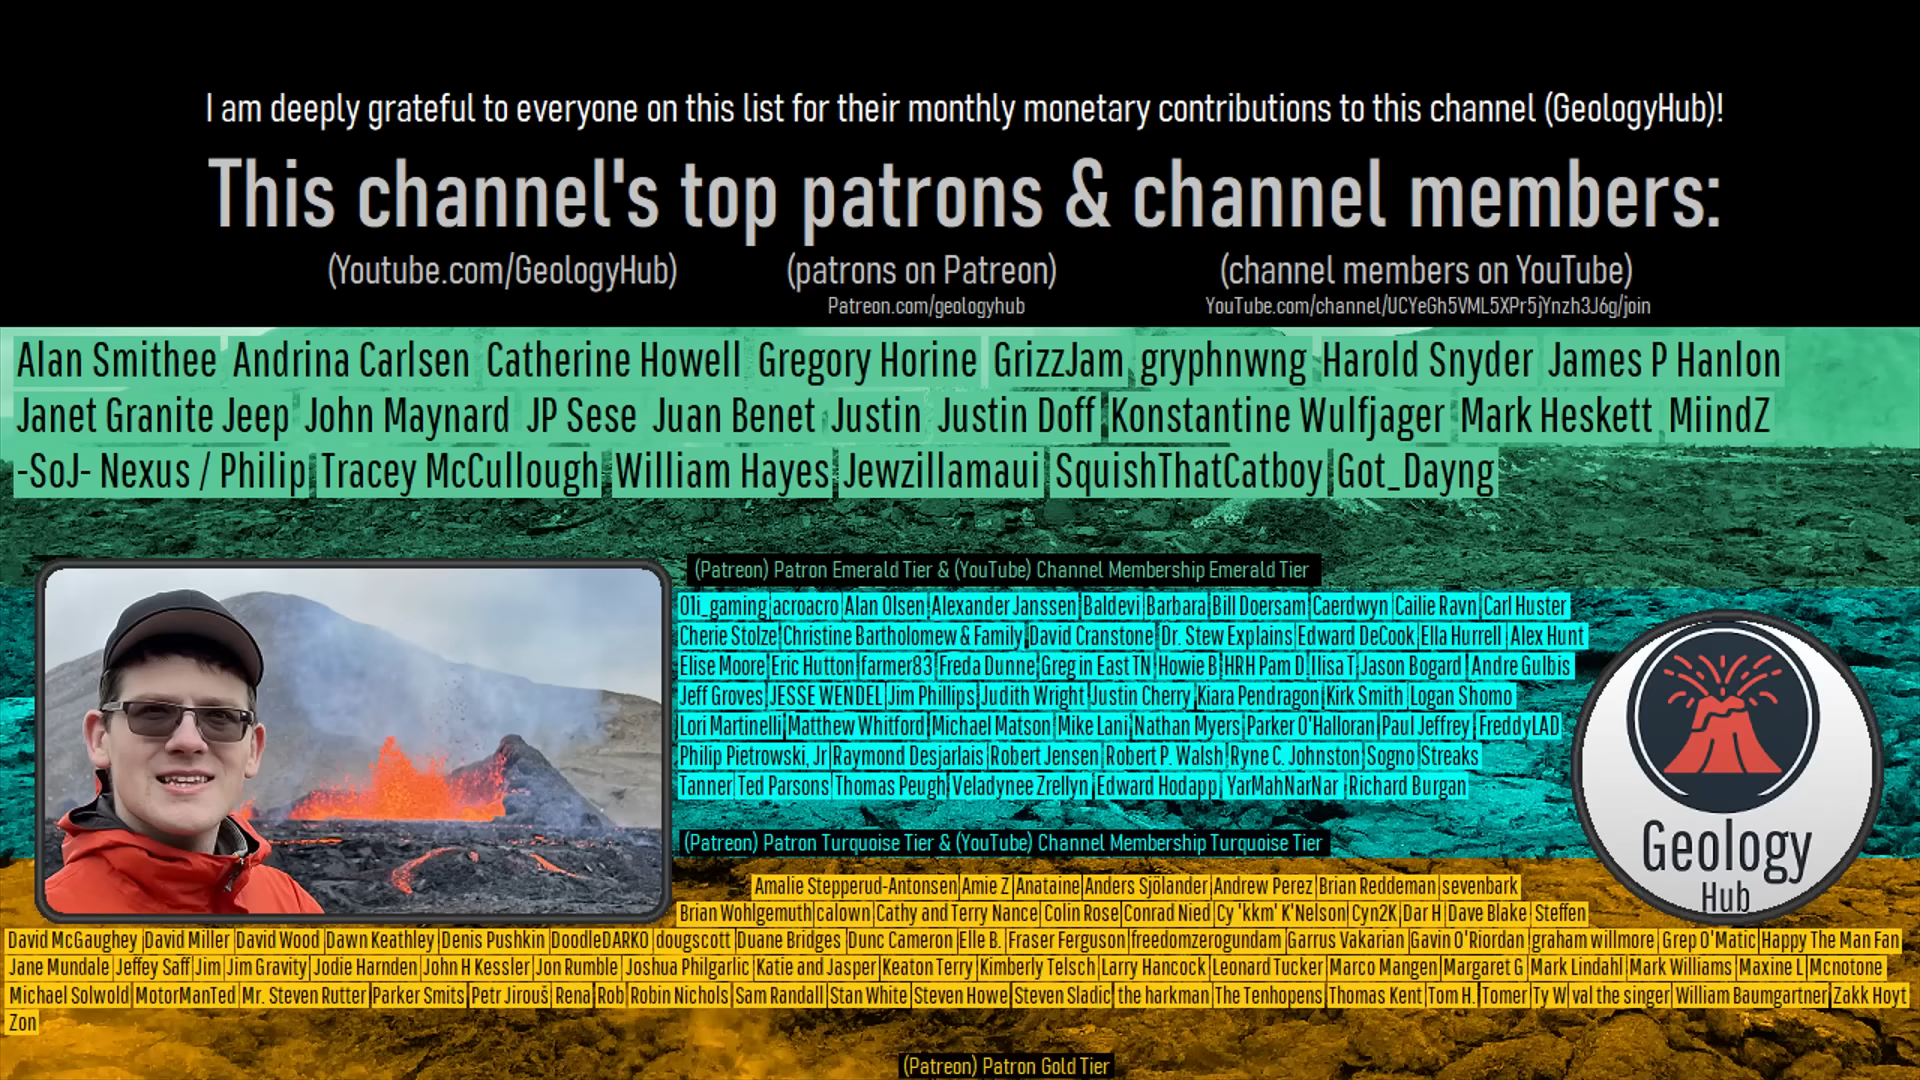 I am deeply grateful to everyone on this list for their monthly monetary contributions to this channel (GeologyHub)!
This channel's top patrons & channel members:
(Youtube.com/GeologyHub) (patrons on Patreon) (channel members on YouTube)
Patreon.com/geologyhub YouTube.com/channel/UCYeGh5VML5XPr5jYnzh3J6g/join
Alan Smithee Andrina Carlsen Catherine Howell Gregory Horine GrizzJam gryphnwng Harold Snyder James P Hanlon
Janet Granite Jeep John Maynard JP Sese Juan Benet Justin Justin Doff Konstantine Wulfjager Mark Heskett MiindZ
-SoJ- Nexus / Philip Tracey McCullough William Hayes Jewzillamaui SquishThatCatboy Got_Dayng
(Patreon) Patron Emerald Tier & (YouTube) Channel Membership Emerald Tier
01i_gaming acroacro Alan Olsen Alexander Janssen Baldevi Barbara Bill Doersam Caerdwyn Cailie Ravn Carl Huster
Cherie Stolze Christine Bartholomew & Family David Cranstone Dr. Stew Explains Edward DeCook Ella Hurrell Alex Hunt
Elise Moore Eric Hutton farmer83 Freda Dunne Greg in East TN Howie B HRH Pam D Ilisa T Jason Bogard Andre Gulbis
Jeff Groves JESSE WENDEL Jim Phillips Judith Wright Justin Cherry Kiara Pendragon Kirk Smith Logan Shomo
Lori Martinelli Matthew Whitford Michael Matson Mike Lani Nathan Myers Parker O'Halloran Paul Jeffrey FreddyLAD
Philip Pietrowski, Jr Raymond Desjarlais Robert Jensen Robert P. Walsh Ryne C. Johnston Sogno Streaks
Tanner Ted Parsons Thomas Peugh Veladynee Zrellyn Edward Hodapp YarMahNarNar Richard Burgan
(Patreon) Patron Turquoise Tier & (YouTube) Channel Membership Turquoise Tier
Geology
Hub
Amalie Stepperud-Antonsen Amie Z Anataine Anders Sjölander Andrew Perez Brian Reddeman sevenbark
Brian Wohlgemuth calown Cathy and Terry Nance Colin Rose Conrad Nied Cy 'kkm' K'Nelson Cyn2K Dar H Dave Blake Steffen
David McGaughey David Miller David Wood Dawn Keathley Denis Pushkin DoodleDARKO dougscott Duane Bridges Dunc Cameron Elle B. Fraser Ferguson freedomzerogundam Garrus Vakarian Gavin O'Riordan graham willmore Grep O'Matic Happy The Man Fan
Jane Mundale Jeffey Saff Jim Jim Gravity Jodie Harnden John H Kessler Jon Rumble Joshua Philgarlic Katie and Jasper Keaton Terry Kimberly Telsch Larry Hancock Leonard Tucker Marco Mangen Margaret G Mark Lindahl Mark Williams Maxine L Mcnotone
Michael Solwold MotorManTed Mr. Steven Rutter Parker Smits Petr Jirouš Rena Rob Robin Nichols Sam Randall Stan White Steven Howe Steven Sladic the harkman The Tenhopens Thomas Kent Tom H. Tomer Ty W val the singer William Baumgartner Zakk Hoyt
Zon
(Patreon) Patron Gold Tier